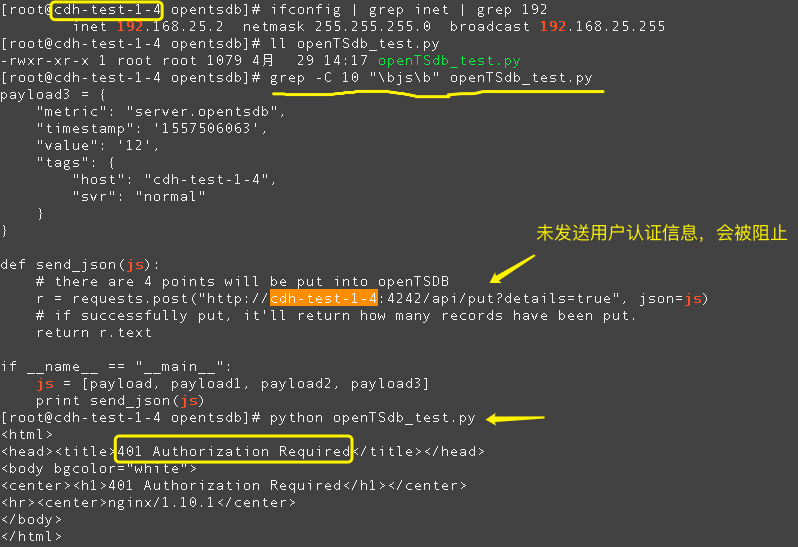 [root@cdh-test-1-4 opentsdb]# ifconfig | grep inet | grep 192
        inet 192.168.25.2  netmask 255.255.255.0  broadcast 192.168.25.255
[root@cdh-test-1-4 opentsdb]# ll openTSdb_test.py
-rwxr-xr-x 1 root root 1079 4月  29 14:17 openTSdb_test.py
[root@cdh-test-1-4 opentsdb]# grep -C 10 "\bjs\b" openTSdb_test.py
payload3 = {
    "metric": "server.opentsdb",
    "timestamp": '1557506063',
    "value": '12',
    "tags": {
        "host": "cdh-test-1-4",
        "svr": "normal"
    }
}
未发送用户认证信息，会被阻止
def send_json(js):
    # there are 4 points will be put into openTSDB
    r = requests.post("http://cdh-test-1-4:4242/api/put?details=true", json=js)
    # if successfully put, it'll return how many records have been put.
    return r.text

if __name__ == "__main__":
    js = [payload, payload1, payload2, payload3]
    print send_json(js)
[root@cdh-test-1-4 opentsdb]# python openTSdb_test.py
<html>
<head><title>401 Authorization Required</title></head>
<body bgcolor="white">
<center><h1>401 Authorization Required</h1></center>
<hr><center>nginx/1.10.1</center>
</body>
</html>